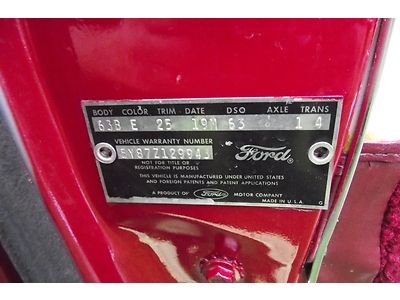 BODY COLOR TRIM DATE DSO AXLE TRANS
63B E 25 19M 63 1 4
VEHICLE WARRANTY NUMBER
5Y87Z129943
Ford
NOT FOR TITLE OR
REGISTRATION PURPOSES
THIS VEHICLE IS MANUFACTURED UNDER UNITED STATES
AND FOREIGN PATENTS AND PATENT APPLICATIONS
A PRODUCT OF Ford MOTOR COMPANY
MADE IN U.S.A. G